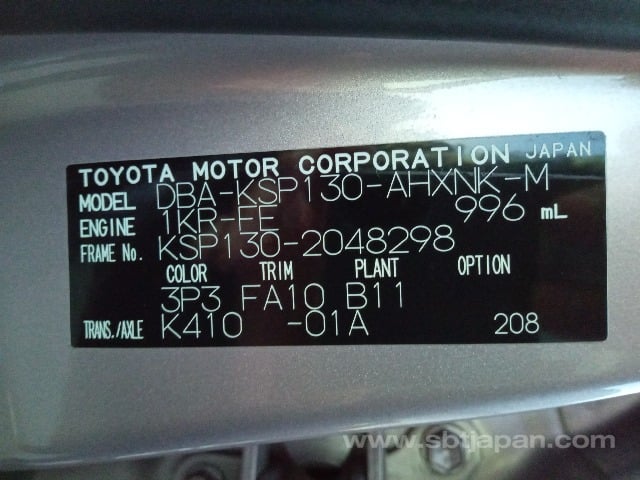 TOYOTA MOTOR CORPORATION JAPAN
MODEL DBA-KSP130-AHXNK-M
ENGINE 1KR-FE 996 mL
FRAME No. KSP130-2048298
COLOR TRIM PLANT OPTION
3P3 FA10 B11
TRANS./AXLE K410 -01A 208
www.sbtjapan.com